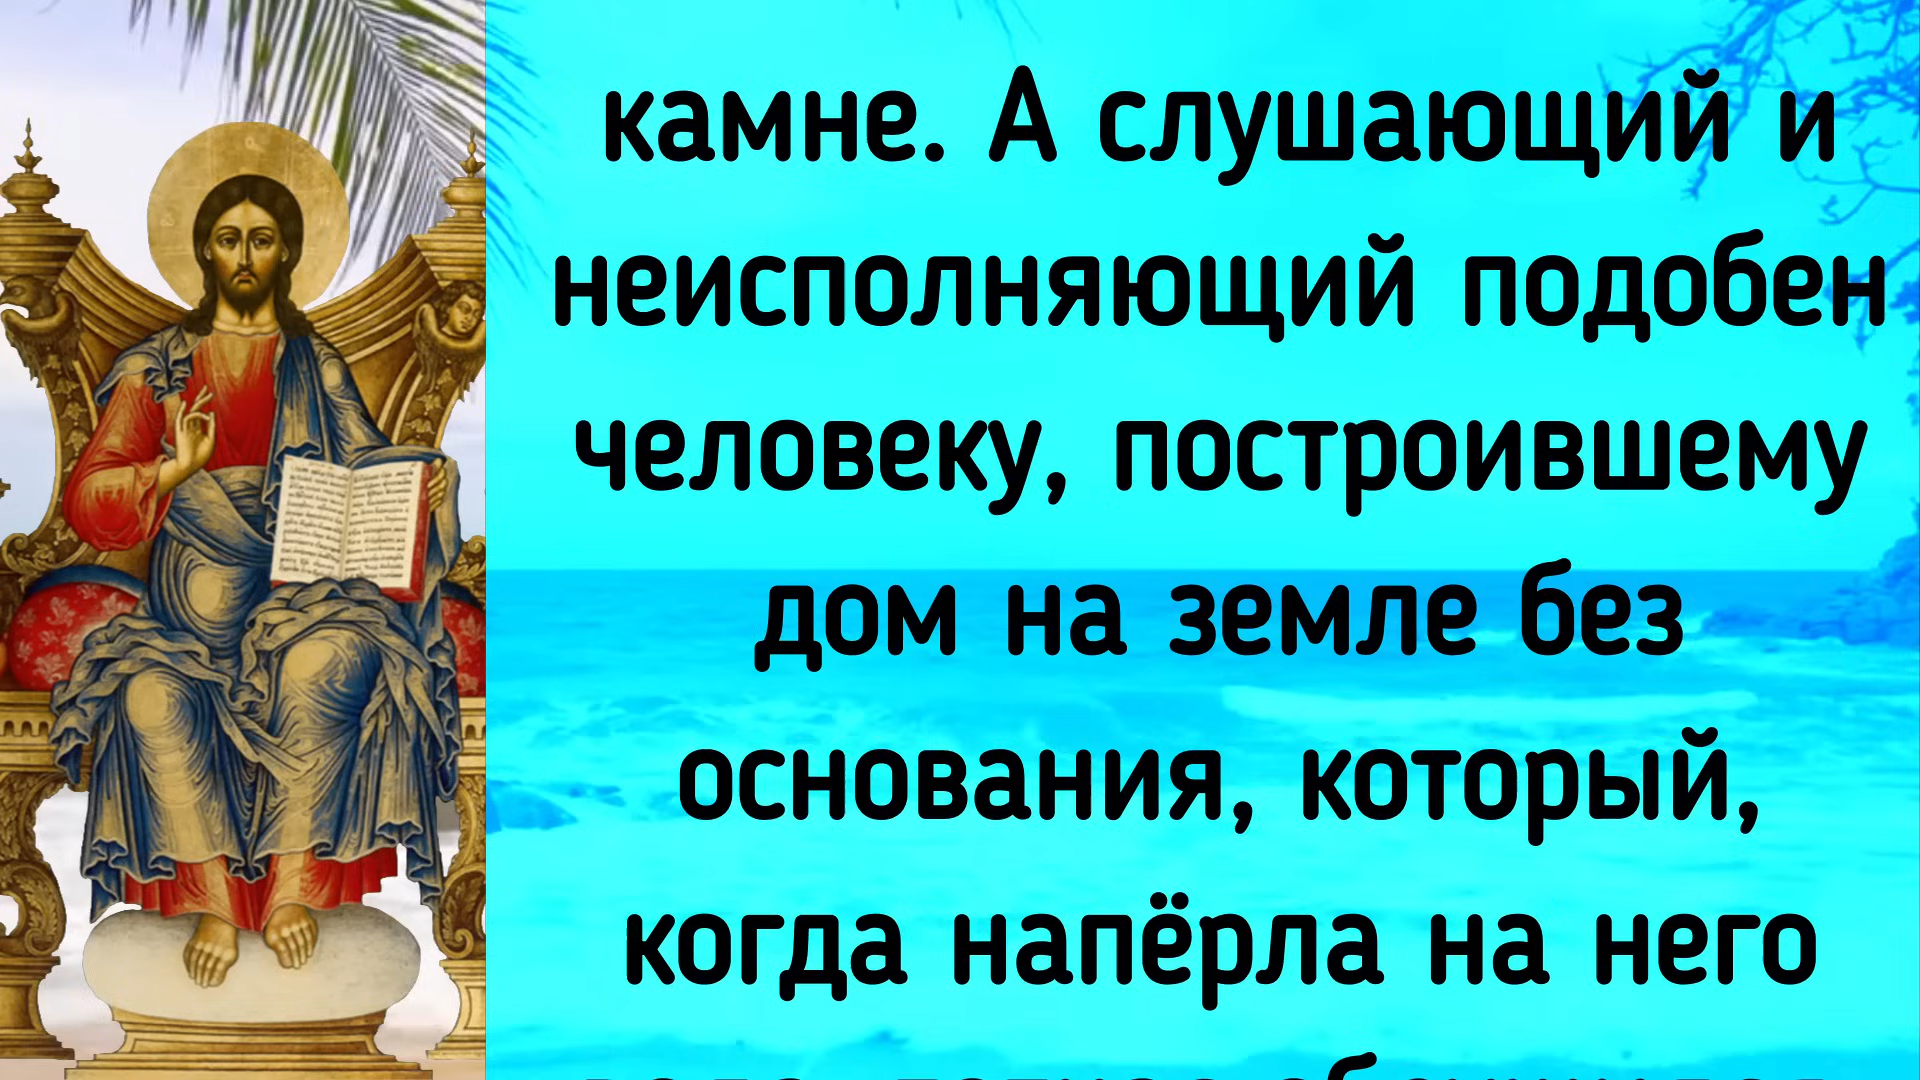 камне. А слушающий и
неисполняющий подобен
человеку, построившему
дом на земле без
основания, который,
когда напёрла на него